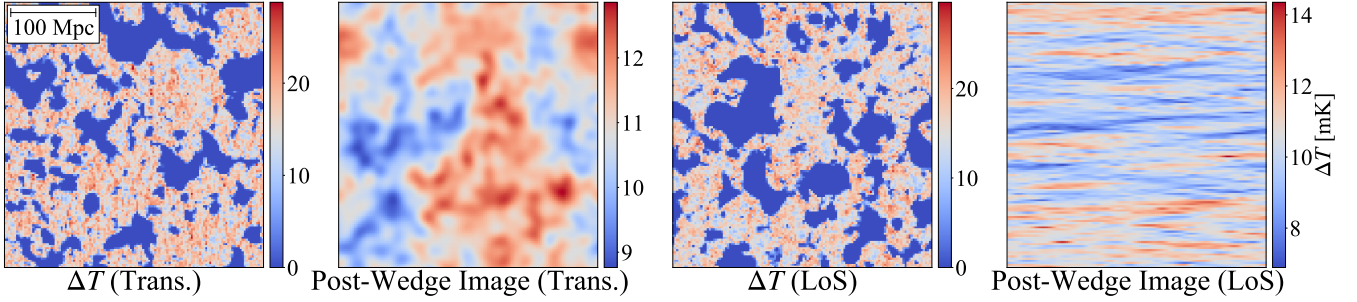 100 Mpc
20
10
0
ΔT (Trans.)
12
11
10
9
Post-Wedge Image (Trans.)
20
10
0
ΔT (LoS)
14
12
10
8
ΔT [mK]
Post-Wedge Image (LoS)